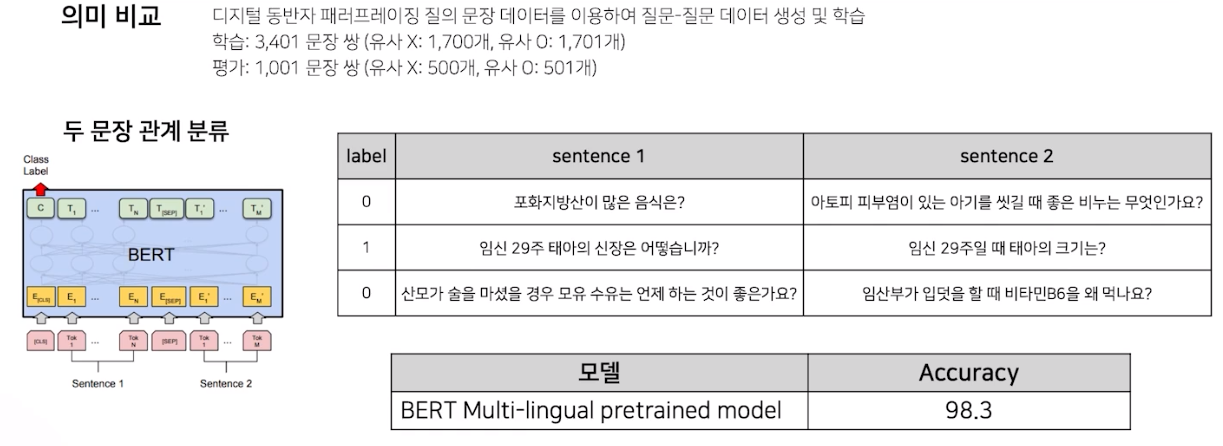 의미 비교
디지털 동반자 패러프레이징 질의 문장 데이터를 이용하여 질문-질문 데이터 생성 및 학습
학습: 3,401 문장 쌍 (유사 X: 1,700개, 유사 O: 1,701개)
평가: 1,001 문장 쌍 (유사 X: 500개, 유사 O: 501개)
두 문장 관계 분류
Class
Label
C T1 ... TN T[SEP] T1' ... TM'
BERT
E[CLS] E1 ... EN E[SEP] E1' ... EM'
[CLS] Tok 1 ... Tok N [SEP] Tok 1 ... Tok M
Sentence 1 Sentence 2
label sentence 1 sentence 2
0 포화지방산이 많은 음식은? 아토피 피부염이 있는 아기를 씻길 때 좋은 비누는 무엇인가요?
1 임신 29주 태아의 신장은 어떻습니까? 임신 29주일 때 태아의 크기는?
0 산모가 술을 마셨을 경우 모유 수유는 언제 하는 것이 좋은가요? 임산부가 입덧을 할 때 비타민B6을 왜 먹나요?
모델 Accuracy
BERT Multi-lingual pretrained model 98.3